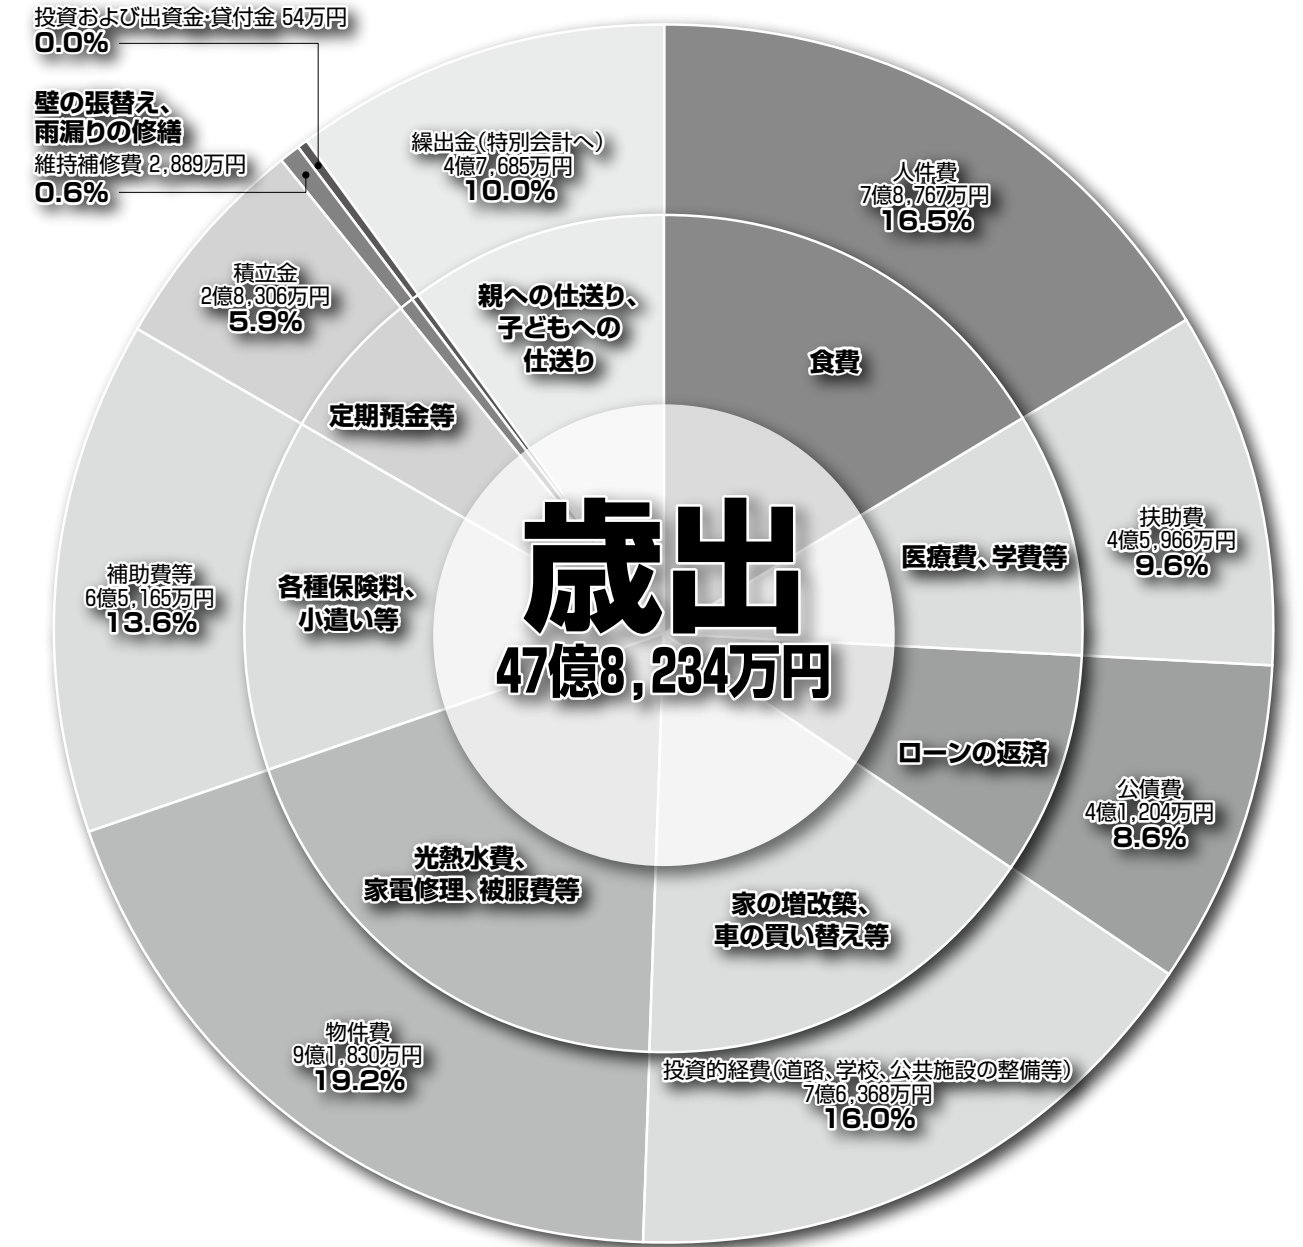 投資および出資金･貸付金 54万円
0.0%
壁の張替え、
雨漏りの修繕
維持補修費 2,889万円
0.6%
繰出金(特別会計へ)
4億7,685万円
10.0%
人件費
7億8,767万円
16.5%
積立金
2億8,306万円
5.9%
親への仕送り、
子どもへの
仕送り
食費
定期預金等
扶助費
4億5,966万円
9.6%
医療費、学費等
補助費等
6億5,165万円
13.6%
各種保険料、
小遣い等
歳出
47億8,234万円
ローンの返済
公債費
4億1,204万円
8.6%
光熱水費、
家電修理、被服費等
家の増改築、
車の買い替え等
物件費
9億1,830万円
19.2%
投資的経費(道路、学校、公共施設の整備等)
7億6,368万円
16.0%